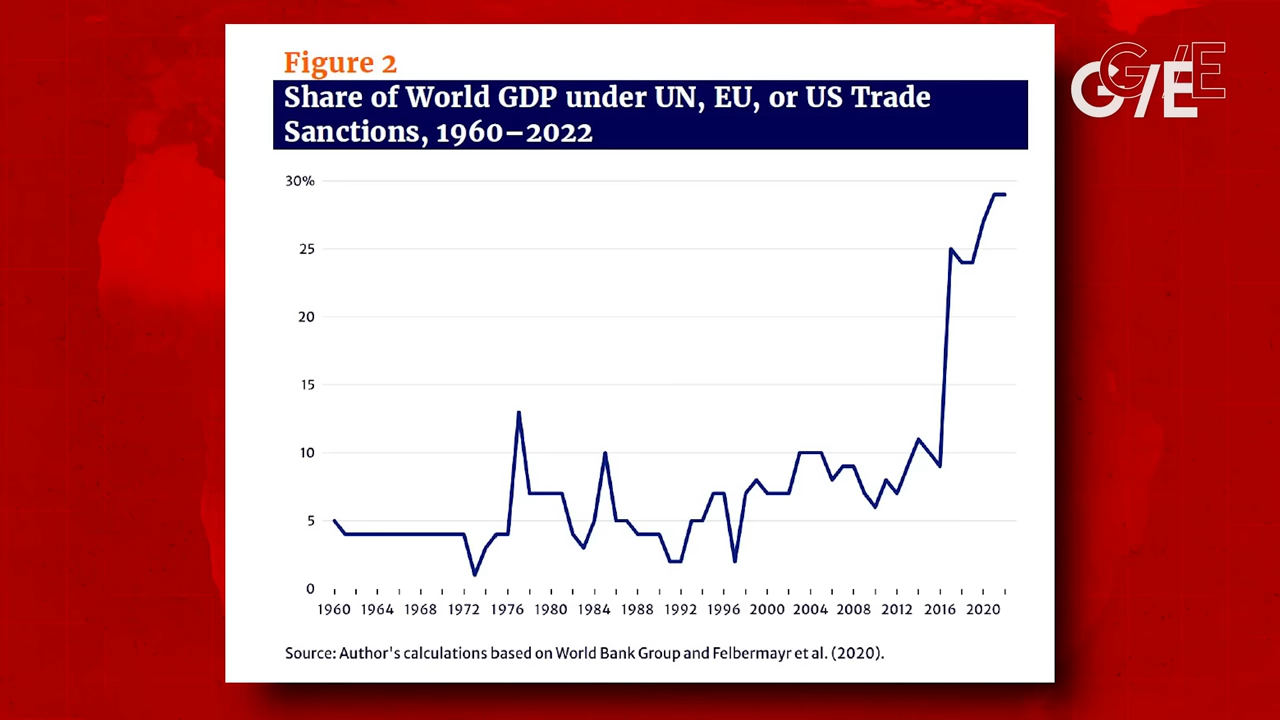 G/E
G/E
Figure 2
Share of World GDP under UN, EU, or US Trade
Sanctions, 1960–2022
30%
25
20
15
10
5
0
1960 1964 1968 1972 1976 1980 1984 1988 1992 1996 2000 2004 2008 2012 2016 2020
Source: Author's calculations based on World Bank Group and Felbermayr et al. (2020).